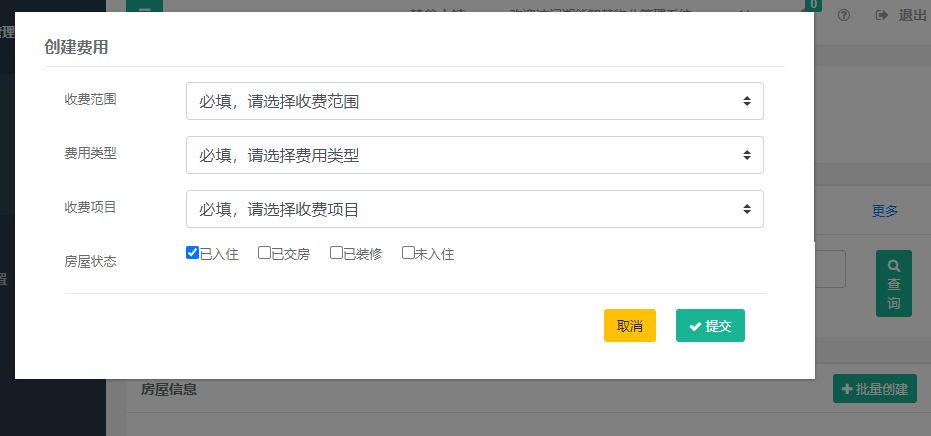 0
退出
管理
创建费用
收费范围
必填，请选择收费范围
费用类型
必填，请选择费用类型
更多
收费项目
必填，请选择收费项目
房屋状态
已入住 已交房 已装修 未入住
查询
置
取消 提交
房屋信息
批量创建